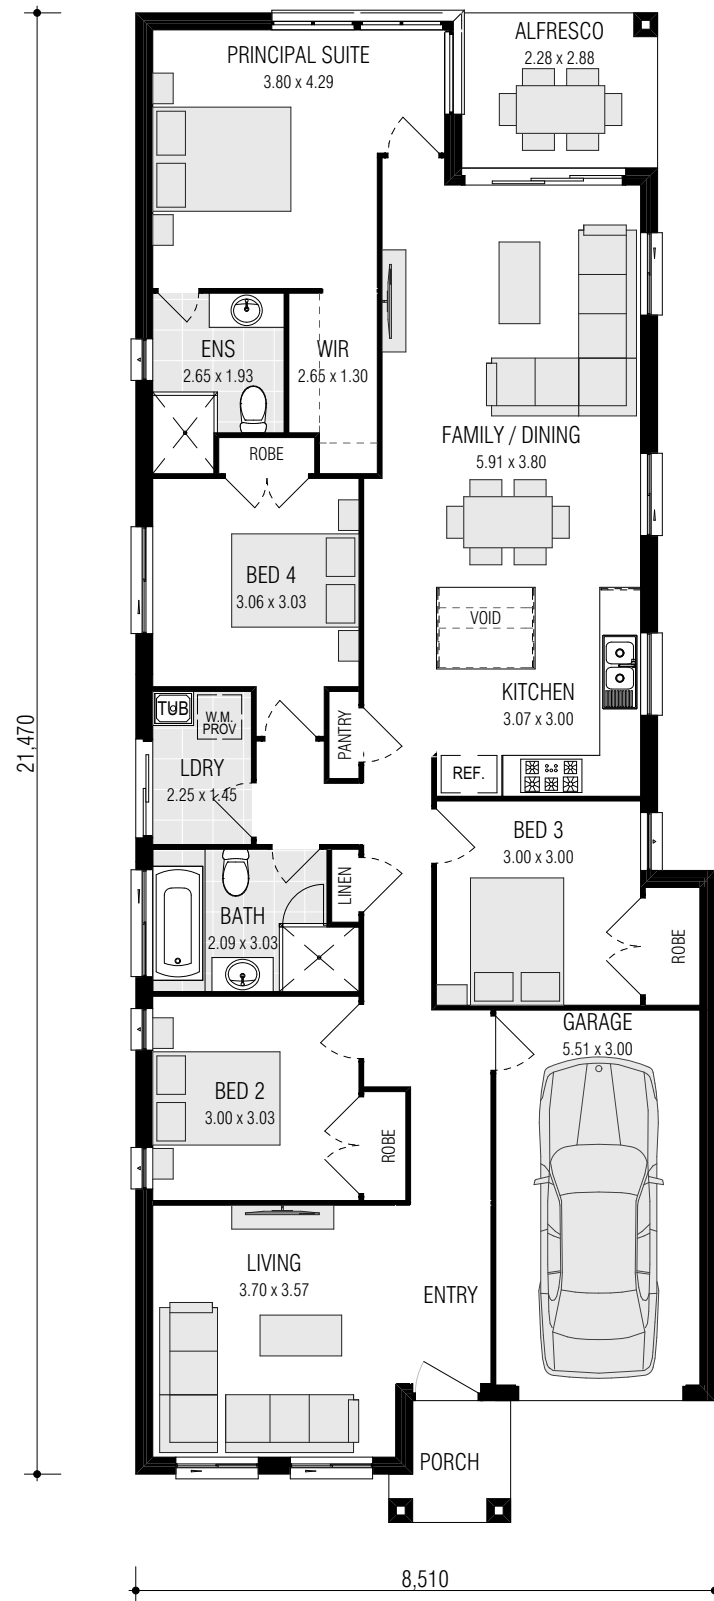 PRINCIPAL SUITE
3.80 x 4.29
ALFRESCO
2.28 x 2.88
ENS
2.65 x 1.93
WIR
2.65 x 1.30
ROBE
FAMILY / DINING
5.91 x 3.80
BED 4
3.06 x 3.03
VOID
KITCHEN
3.07 x 3.00
TUB
W.M.
PROV
PANTRY
21,470
LDRY
2.25 x 1.45
REF.
BED 3
3.00 x 3.00
LINEN
BATH
2.09 x 3.03
ROBE
GARAGE
5.51 x 3.00
BED 2
3.00 x 3.03
ROBE
LIVING
3.70 x 3.57
ENTRY
PORCH
8,510